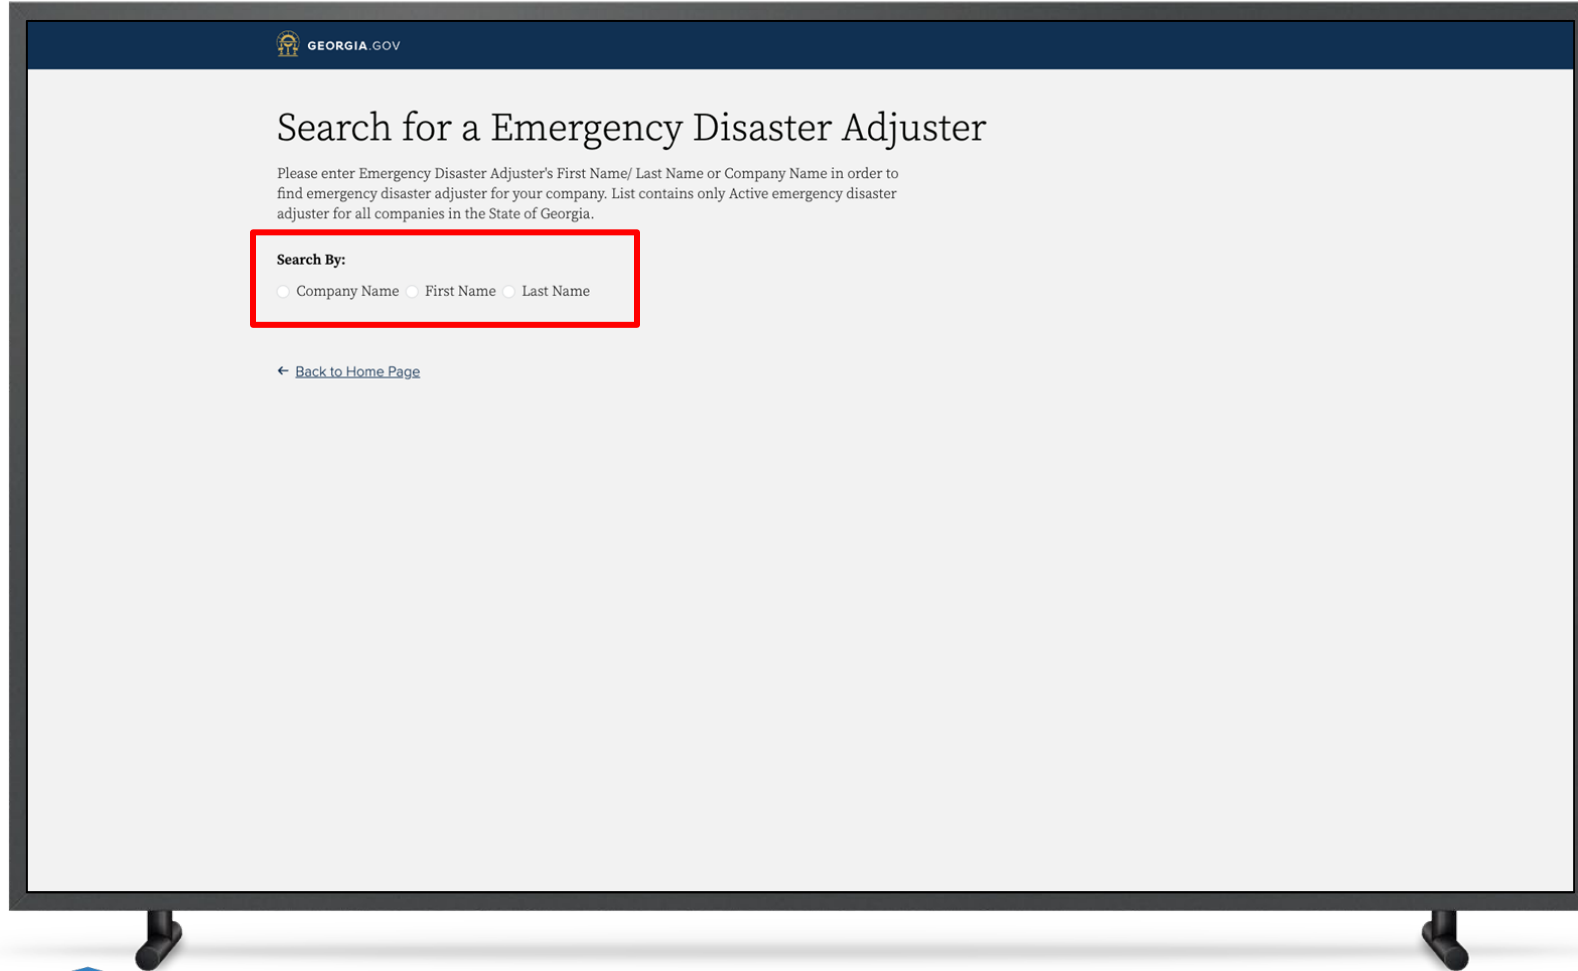 GEORGIA.GOV
Search for a Emergency Disaster Adjuster
Please enter Emergency Disaster Adjuster's First Name/ Last Name or Company Name in order to
find emergency disaster adjuster for your company. List contains only Active emergency disaster
adjuster for all companies in the State of Georgia.
Search By:
Company Name First Name Last Name
← Back to Home Page